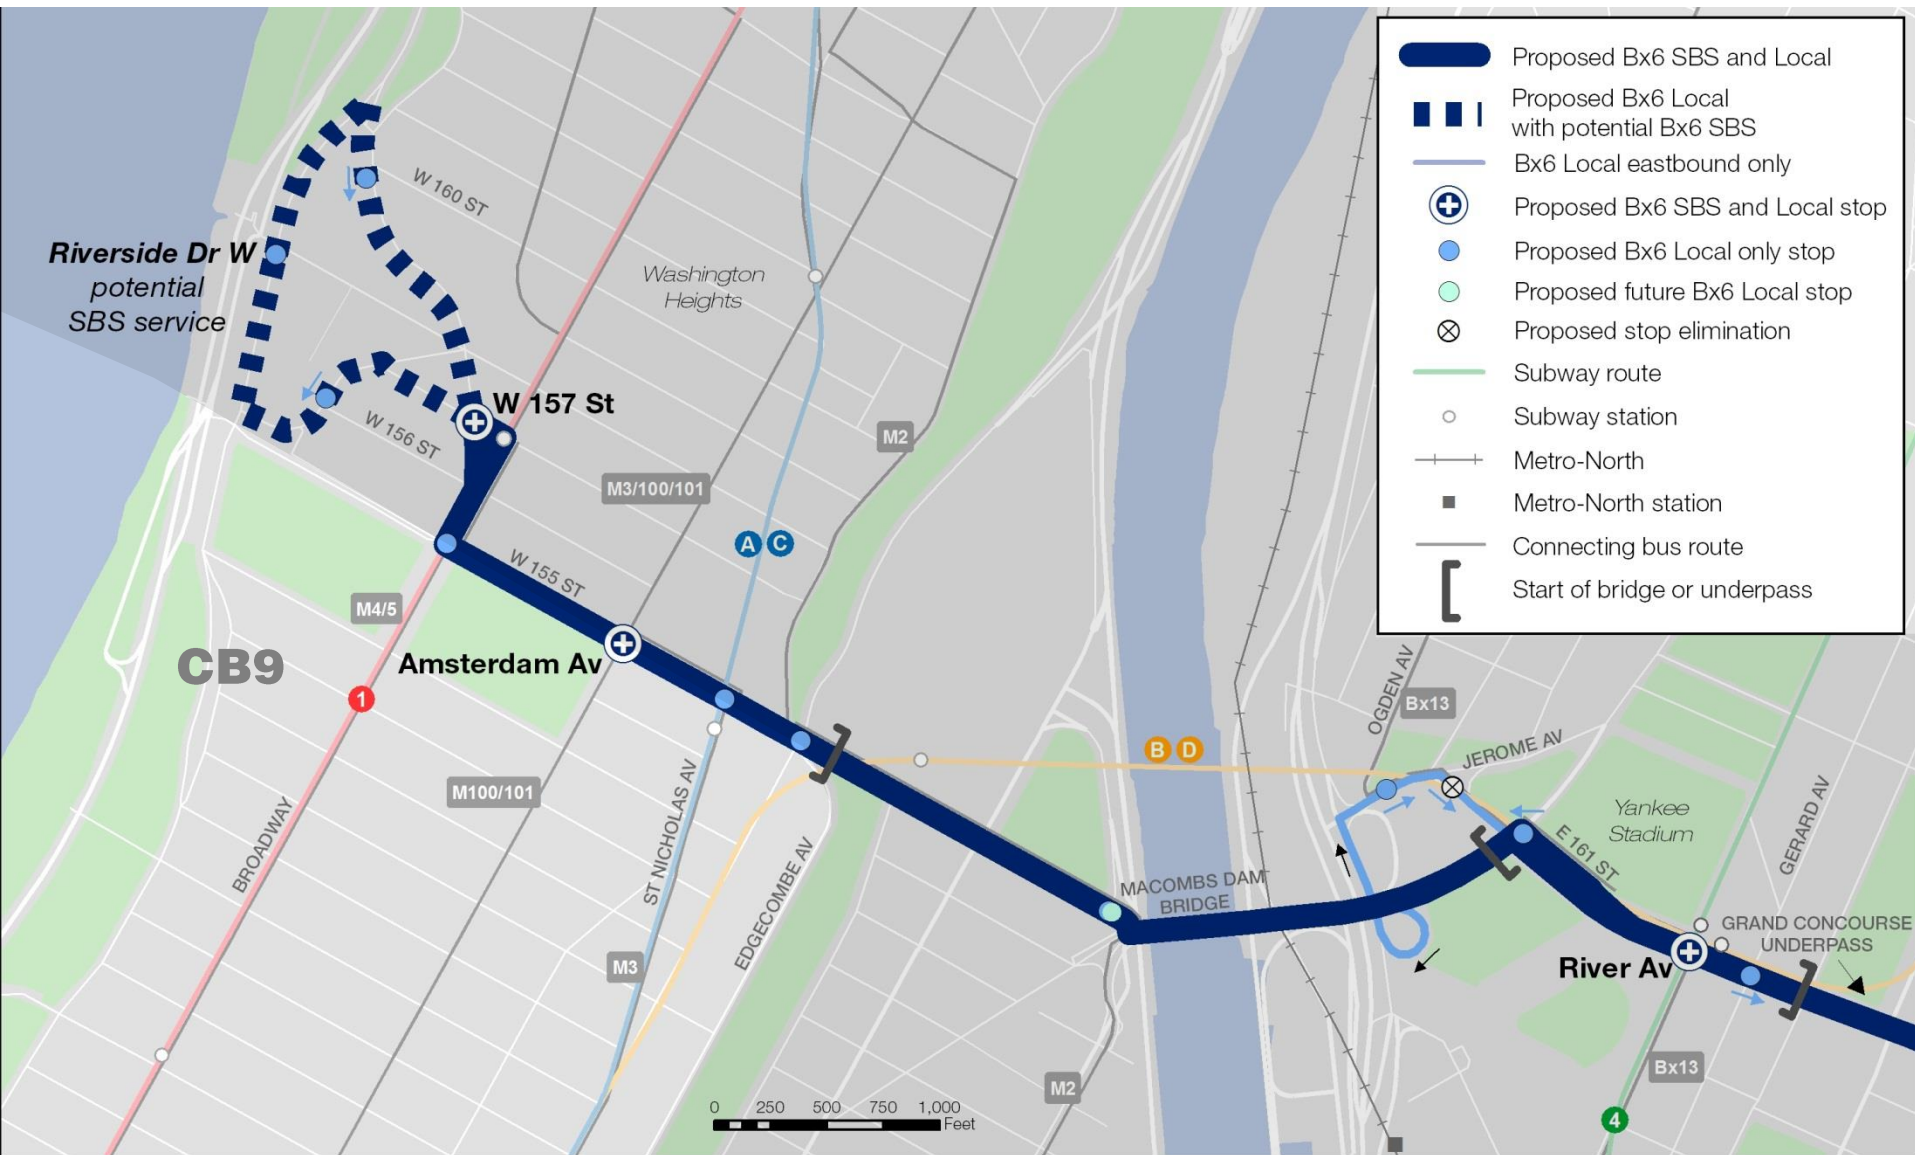 Proposed Bx6 SBS and Local
Proposed Bx6 Local
with potential Bx6 SBS
Bx6 Local eastbound only
Proposed Bx6 SBS and Local stop
Proposed Bx6 Local only stop
Proposed future Bx6 Local stop
Proposed stop elimination
Subway route
Subway station
Metro-North
Metro-North station
Connecting bus route
Start of bridge or underpass
W 160 ST
Riverside Dr W
potential
SBS service
Washington
Heights
W 157 St
W 156 ST
M2
M3/100/101
A C
W 155 ST
M4/5
CB9
Amsterdam Av
1
OGDEN AV
Bx13
B D
JEROME AV
M100/101
BROADWAY
ST NICHOLAS AV
EDGECOMBE AV
Yankee
Stadium
GERARD AV
E 161 ST
MACOMBS DAM
BRIDGE
GRAND CONCOURSE
UNDERPASS
River Av
M3
M2
Bx13
4
0 250 500 750 1,000
Feet